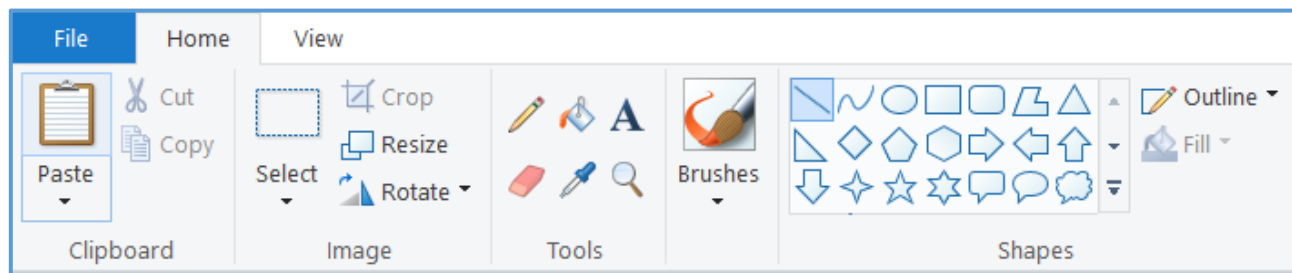 File Home View
Paste
Cut
Copy
Clipboard
Select
Crop
Resize
Rotate
Image
A
Tools
Brushes
Outline
Fill
Shapes